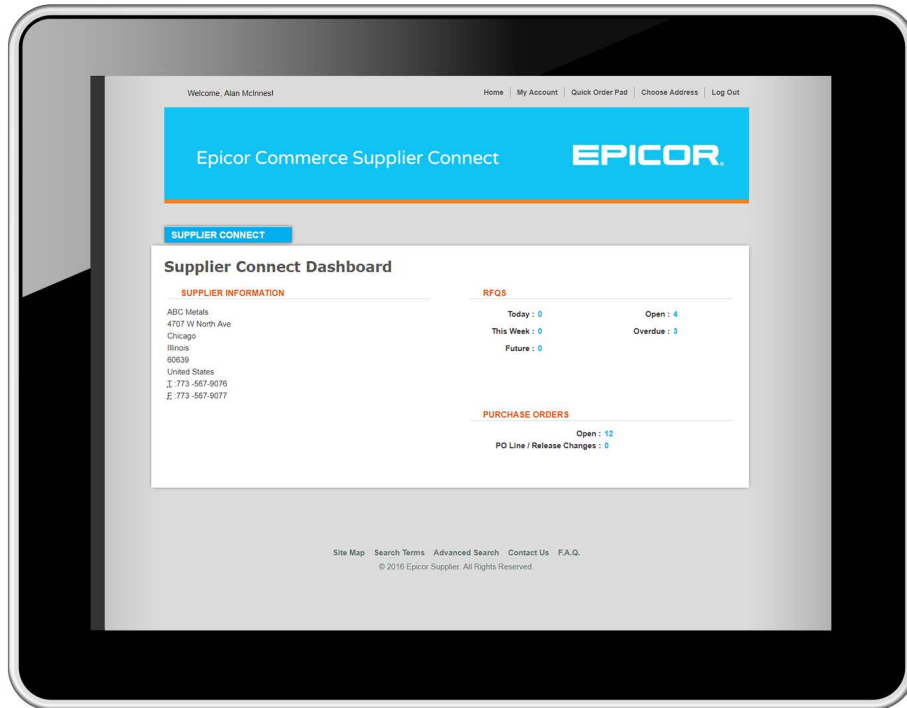 Welcome, Alan McInnes!
Home | My Account | Quick Order Pad | Choose Address | Log Out
Epicor Commerce Supplier Connect
EPICOR.
SUPPLIER CONNECT
Supplier Connect Dashboard
SUPPLIER INFORMATION
ABC Metals
4707 W North Ave
Chicago
Illinois
60639
United States
T :773 -567-9076
F :773 -567-9077
RFQS
Today : 0
Open : 4
This Week : 0
Overdue : 3
Future : 0
PURCHASE ORDERS
Open : 12
PO Line / Release Changes : 0
Site Map Search Terms Advanced Search Contact Us F.A.Q.
© 2016 Epicor Supplier. All Rights Reserved.